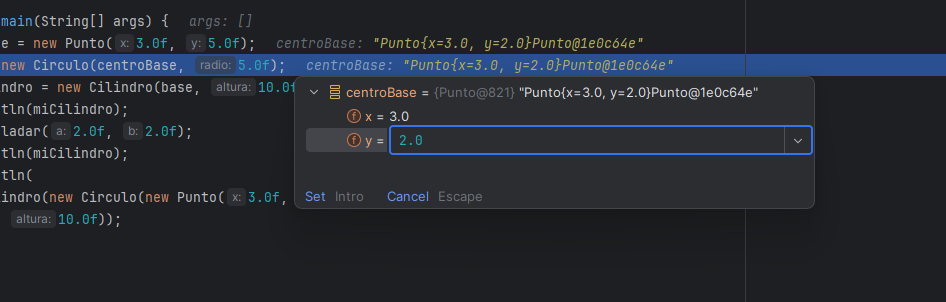 main(String[] args) {   args: []
e = new Punto( x: 3.0f,  y: 5.0f);   centroBase: "Punto{x=3.0, y=2.0}Punto@1e0c64e"
new Circulo(centroBase,  radio: 5.0f);   centroBase: "Punto{x=3.0, y=2.0}Punto@1e0c64e"
ndro = new Cilindro(base,  altura: 10.0f
centroBase = {Punto@821} "Punto{x=3.0, y=2.0}Punto@1e0c64e"
tln(miCilindro);
x = 3.0
ladar( a: 2.0f,  b: 2.0f);
y = 2.0
tln(miCilindro);
tln(
lindro(new Circulo(new Punto( x: 3.0f,
Set Intro Cancel Escape
altura: 10.0f));